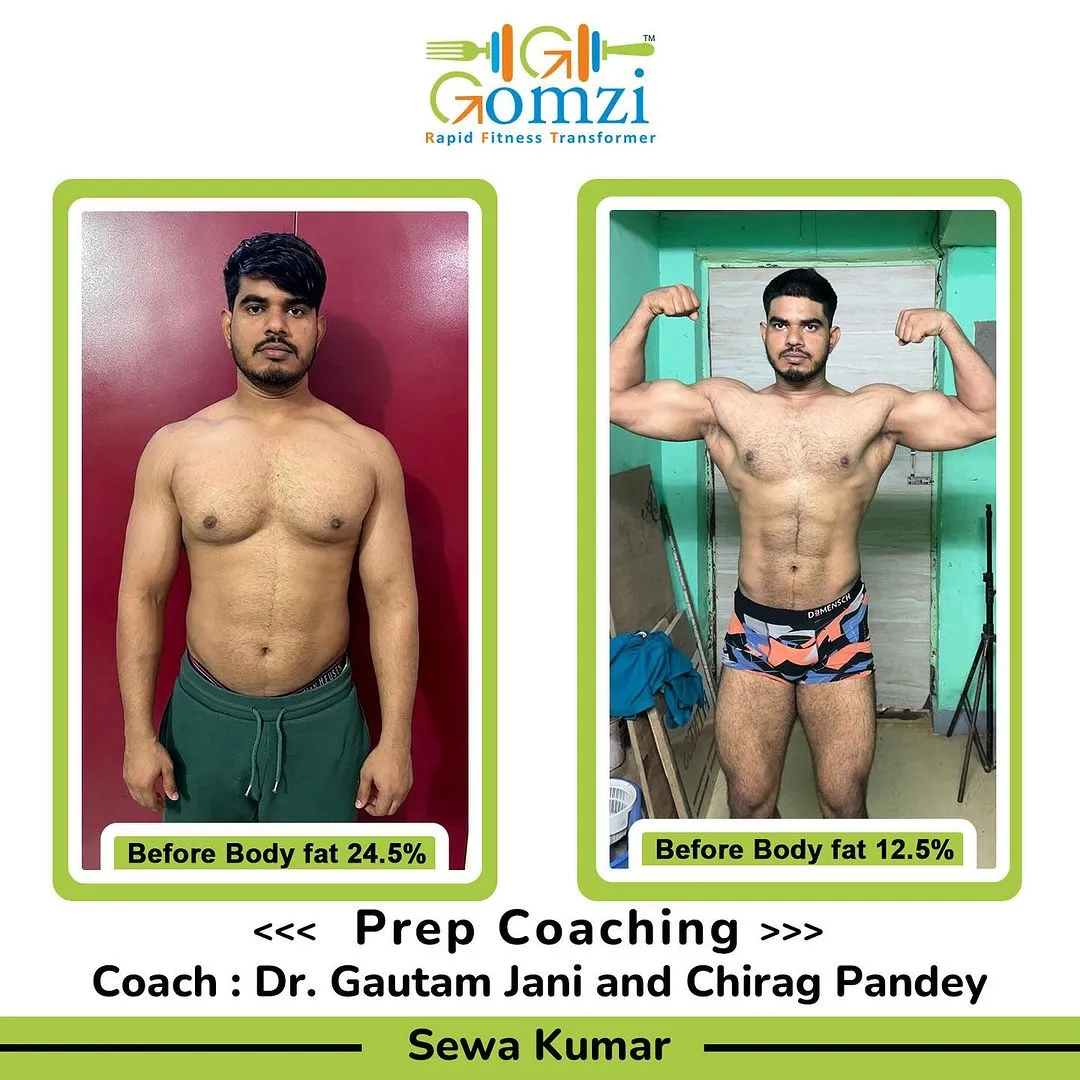 TM
Gomzi
Rapid Fitness Transformer
DAMENSCH
Before Body fat 24.5%
Before Body fat 12.5%
<<< Prep Coaching >>>
Coach : Dr. Gautam Jani and Chirag Pandey
Sewa Kumar